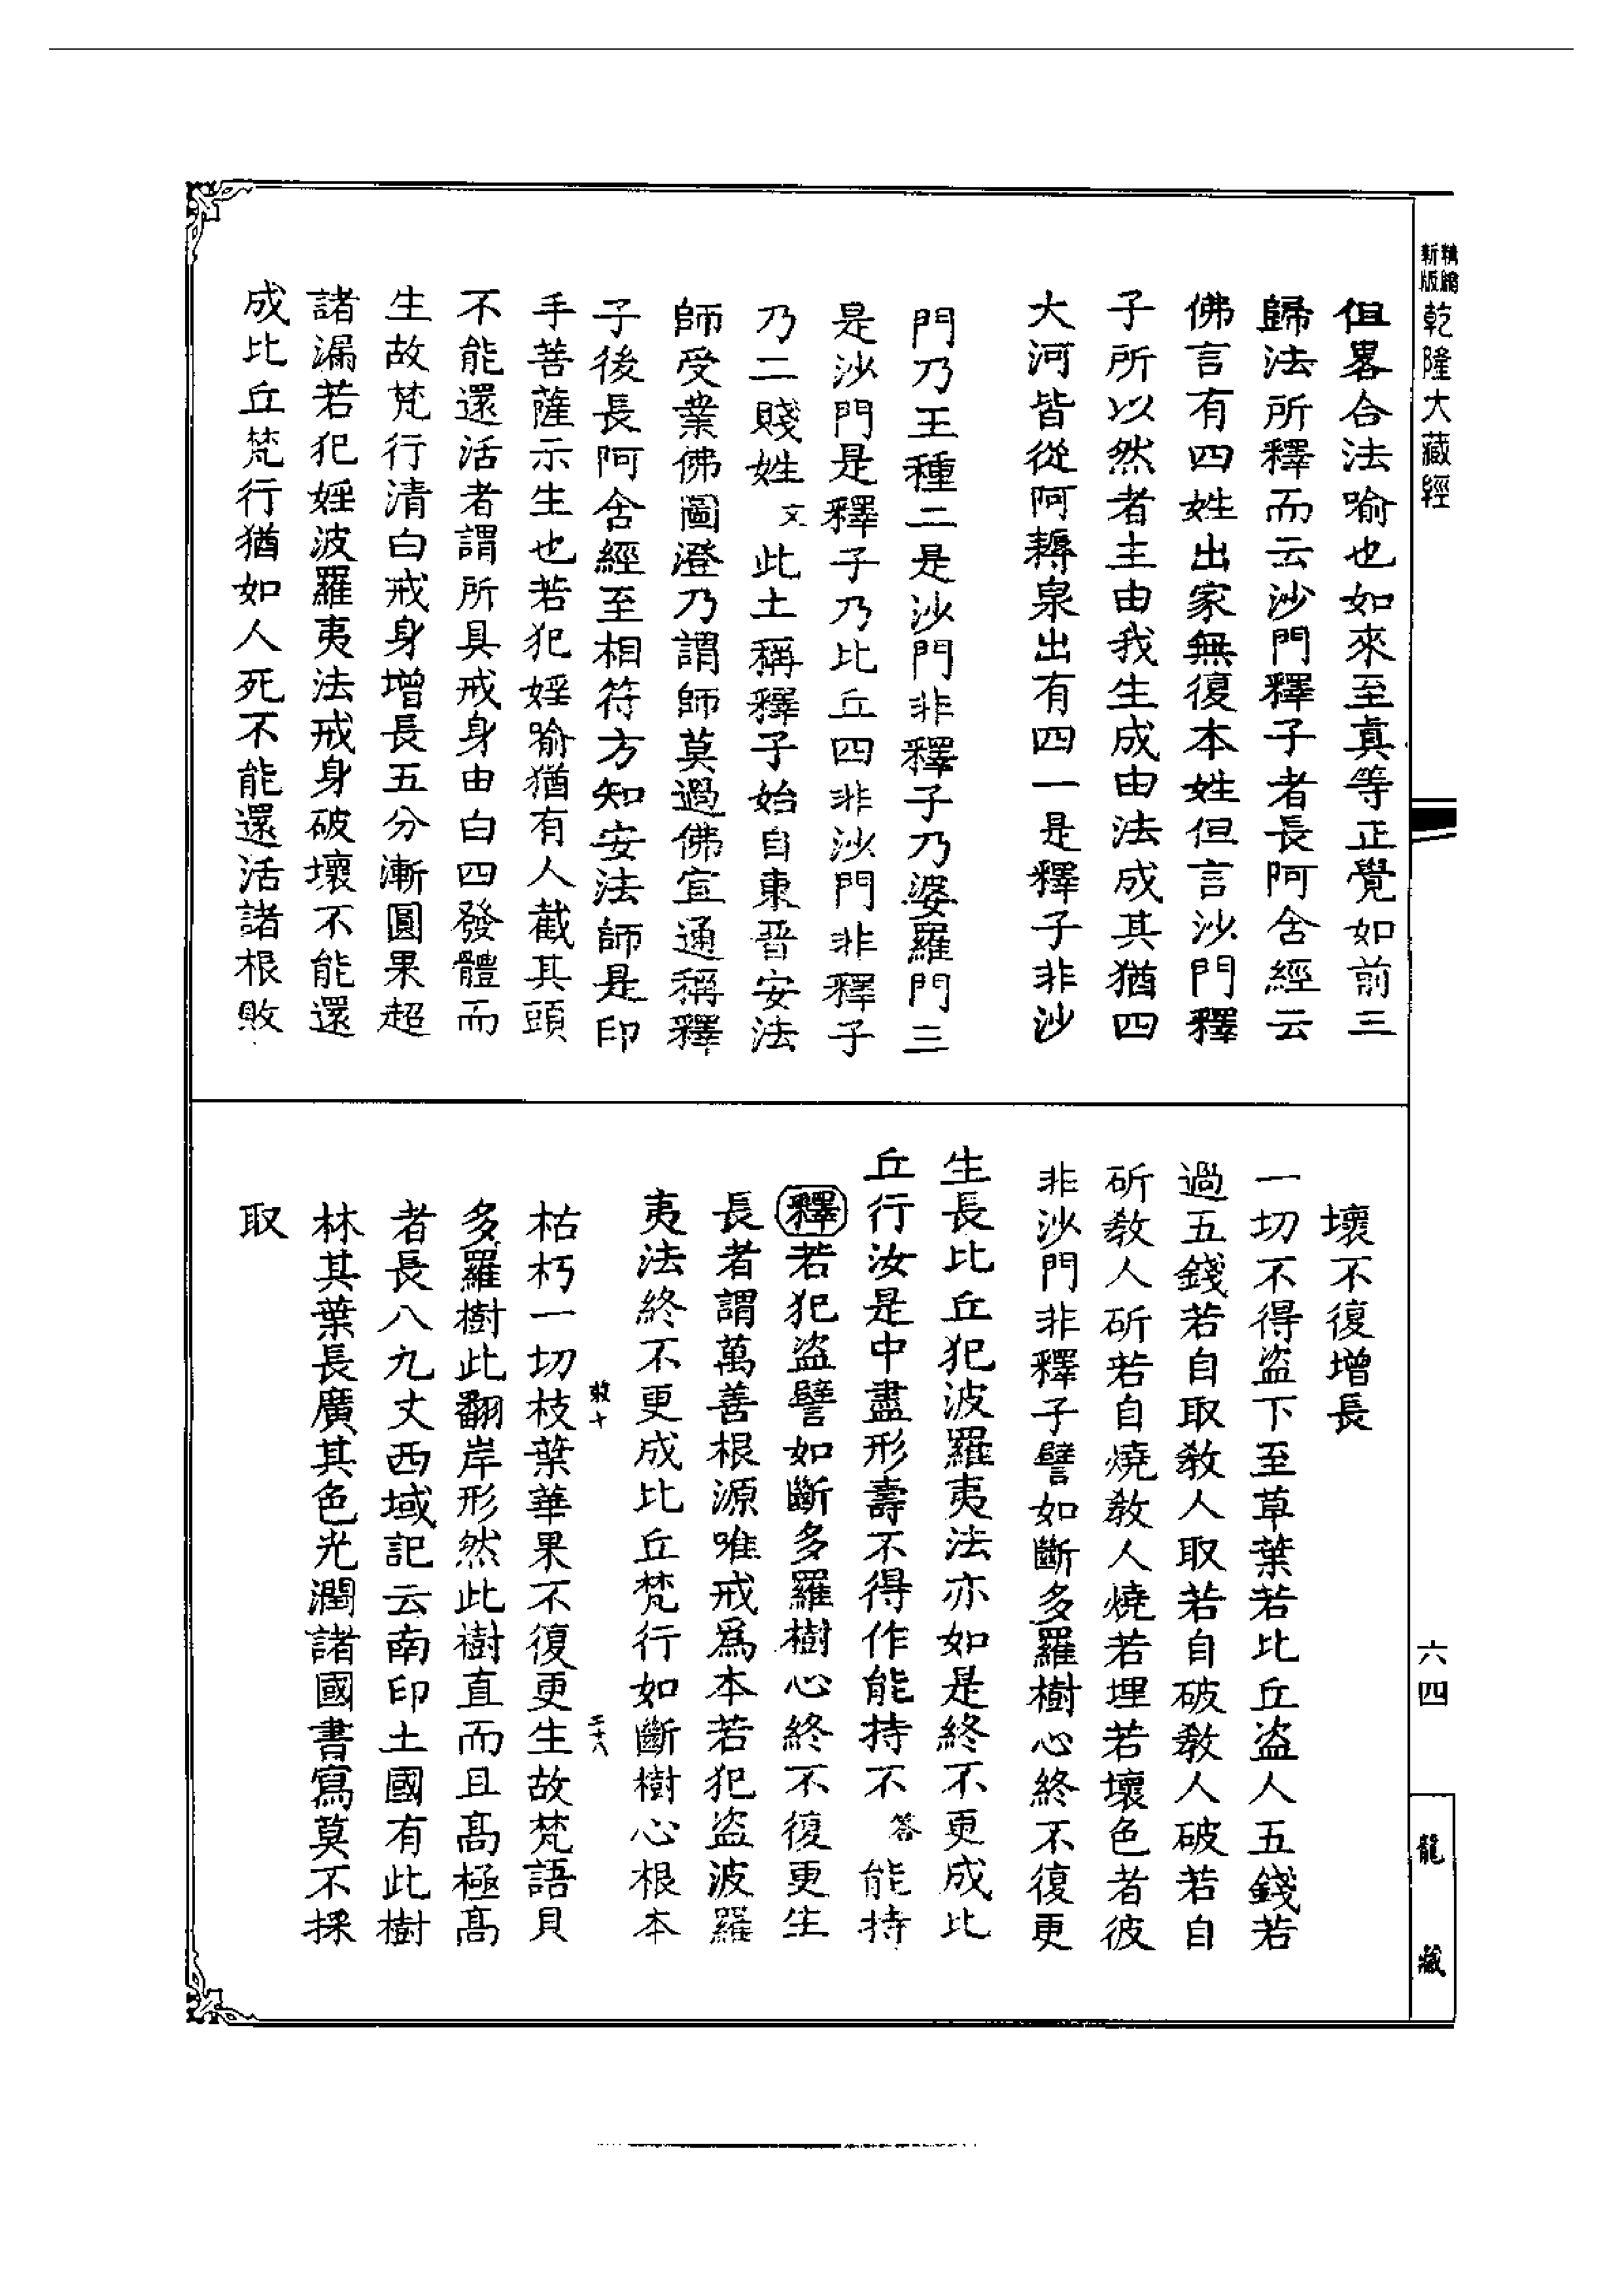 精編
新版
乾隆大藏經
但畧合法喻也如來至真等正覺如前三
歸法所釋而云沙門釋子者長阿含經云
佛言有四姓出家無復本姓但言沙門釋
子所以然者生由我生成由法成其猶四
大河皆從阿耨泉出有四一是釋子非沙
門乃王種二是沙門非釋子乃婆羅門三
是沙門是釋子乃比丘四非沙門非釋子
乃二賤姓文此土稱釋子始自東晉安法
師受業佛圖澄乃謂師莫過佛宜通稱釋
子後長阿含經至相符方知安法師是印
手菩薩示生也若犯婬喻猶有人截其頭
不能還活者謂所具戒身由白四發體而
生故梵行清白戒身增長五分漸圓果超
諸漏若犯婬波羅夷法戒身破壞不能還
成比丘梵行猶如人死不能還活諸根敗
壞不復增長
一切不得盜下至草葉若比丘盜人五錢若
過五錢若自取教人取若自破教人破若自
斫教人斫若自燒教人燒若埋若壞色者彼
非沙門非釋子譬如斷多羅樹心終不復更
生長比丘犯波羅夷法亦如是終不更成比
丘行汝是中盡形壽不得作能持不答能持
釋若犯盜譬如斷多羅樹心終不復更生
長者謂萬善根源唯戒為本若犯盜波羅
夷法終不更成比丘梵行如斷樹心根本
枯朽一切枝葉華果不復更生故梵語貝
多羅樹此翻岸形然此樹直而且高極高
者長八九丈西域記云南印土國有此樹
林其葉長廣其色光潤諸國書寫莫不採
取
六四
龍藏